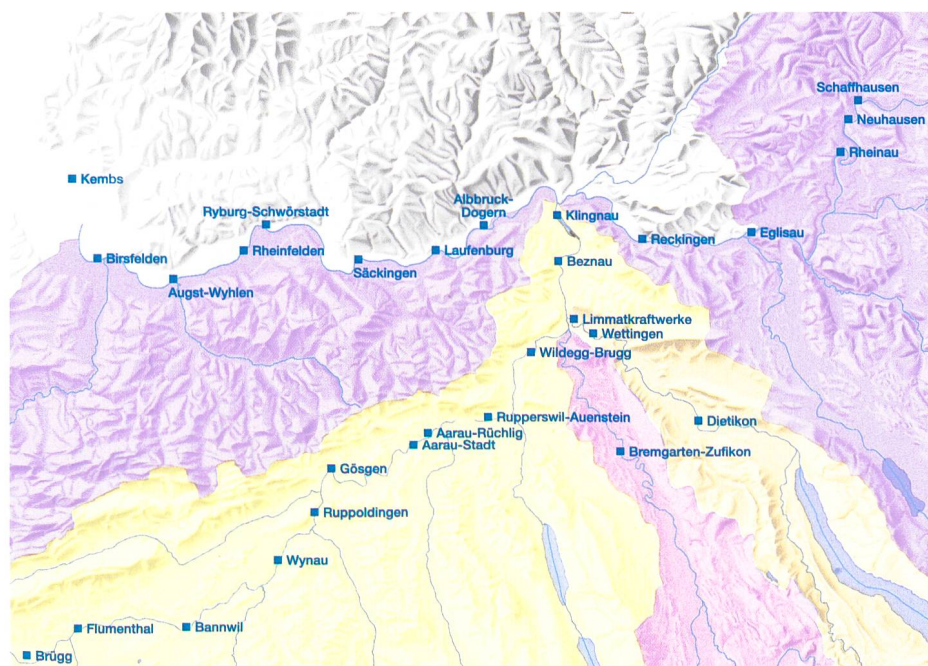 Schaffhausen
Neuhausen
Rheinau
Kembs
Albbruck-
Dogern
Ryburg-Schwörstadt
Klingnau
Eglisau
Reckingen
Birsfelden
Rheinfelden
Laufenburg
Säckingen
Beznau
Augst-Wyhlen
Limmatkraftwerke
Wettingen
Wildegg-Brugg
Rupperswil-Auenstein
Dietikon
Aarau-Rüchlig
Aarau-Stadt
Bremgarten-Zufikon
Gösgen
Ruppoldingen
Wynau
Flumenthal
Bannwil
Brügg